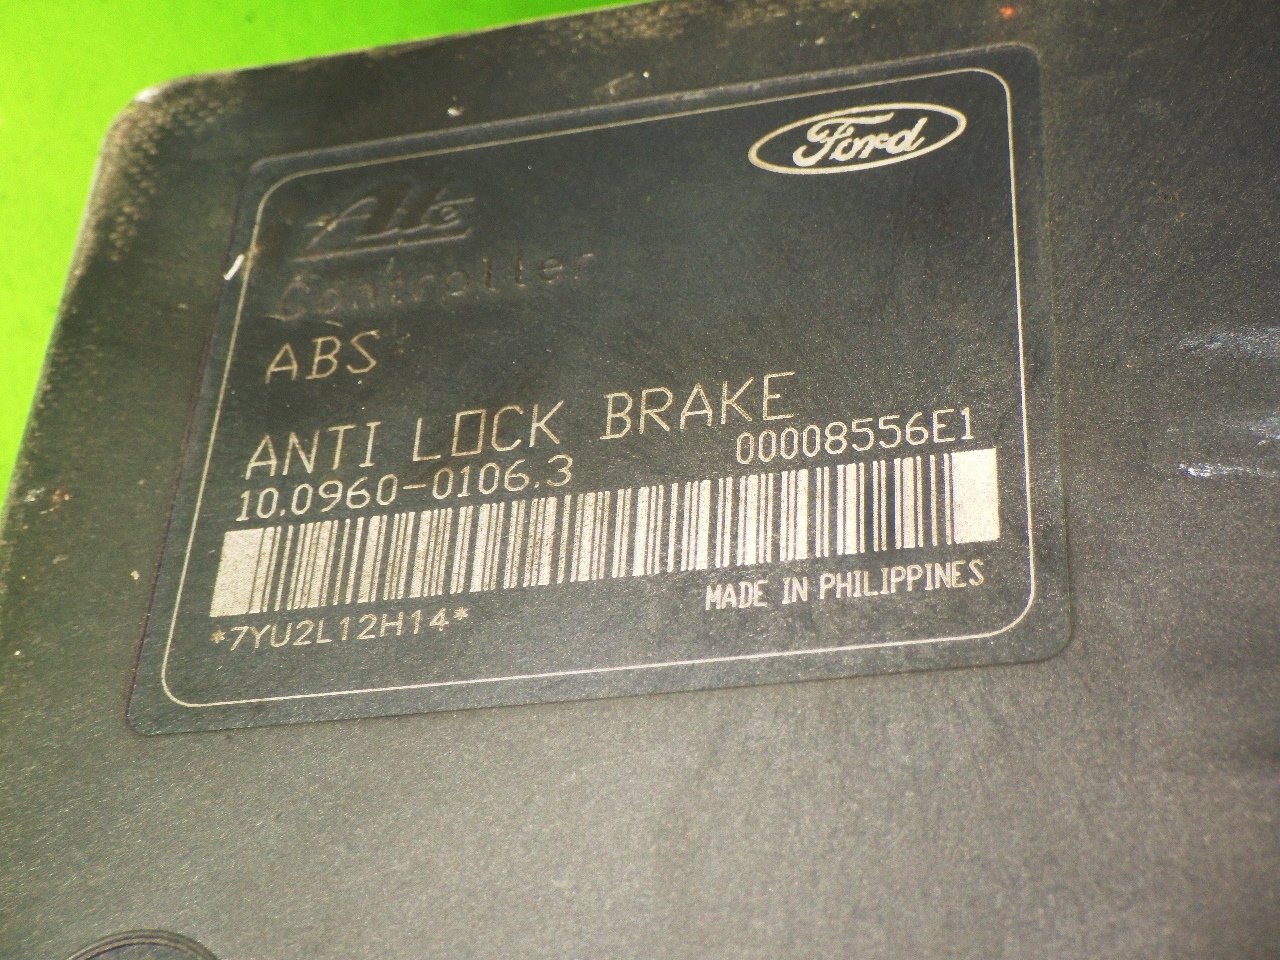 Ford
Ate
Controller
ABS
ANTI LOCK BRAKE
10.0960-0106.3 00008556E1
MADE IN PHILIPPINES
*7YU2L12H14*